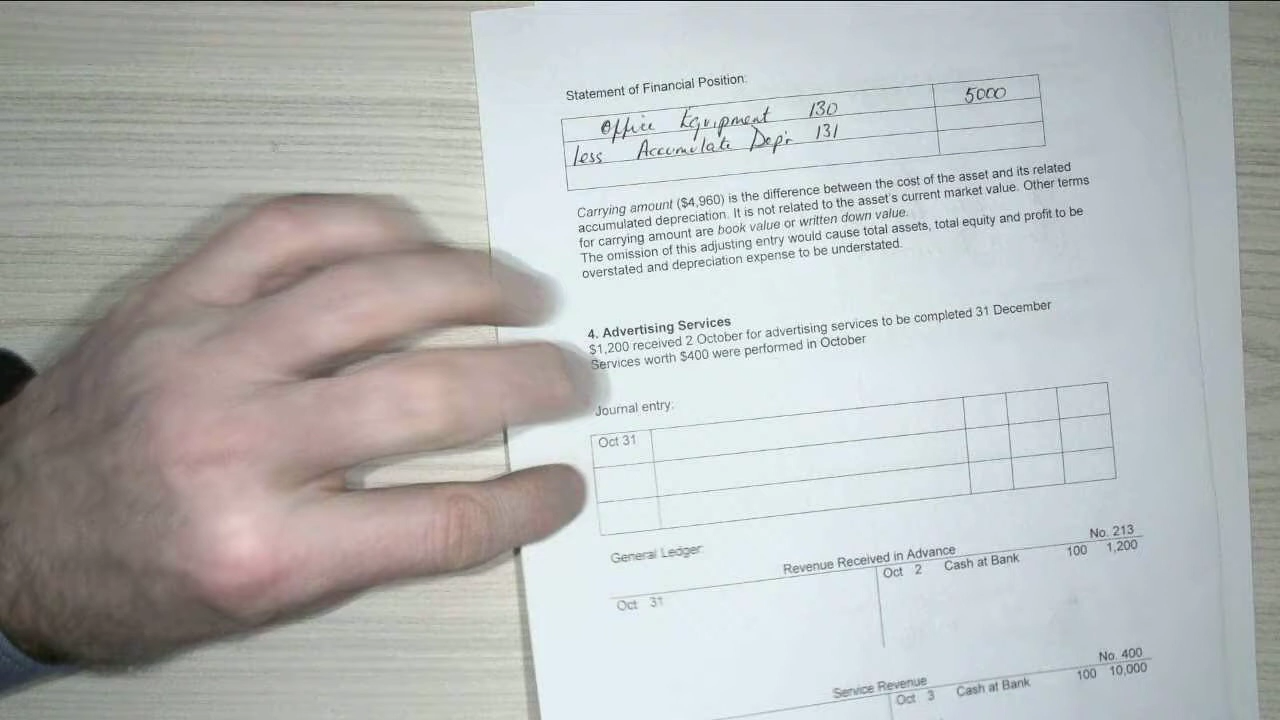 Statement of Financial Position:
Office Equipment 130 5000
less Accumulate Dep'r 131
Carrying amount ($4,960) is the difference between the cost of the asset and its related
accumulated depreciation. It is not related to the asset's current market value. Other terms
for carrying amount are book value or written down value.
The omission of this adjusting entry would cause total assets, total equity and profit to be
overstated and depreciation expense to be understated.
4. Advertising Services
$1,200 received 2 October for advertising services to be completed 31 December
Services worth $400 were performed in October
Journal entry:
Oct 31
General Ledger:
Revenue Received in Advance No. 213
Oct 31 Oct 2 Cash at Bank 100 1,200
Service Revenue No. 400
Oct 3 Cash at Bank 100 10,000